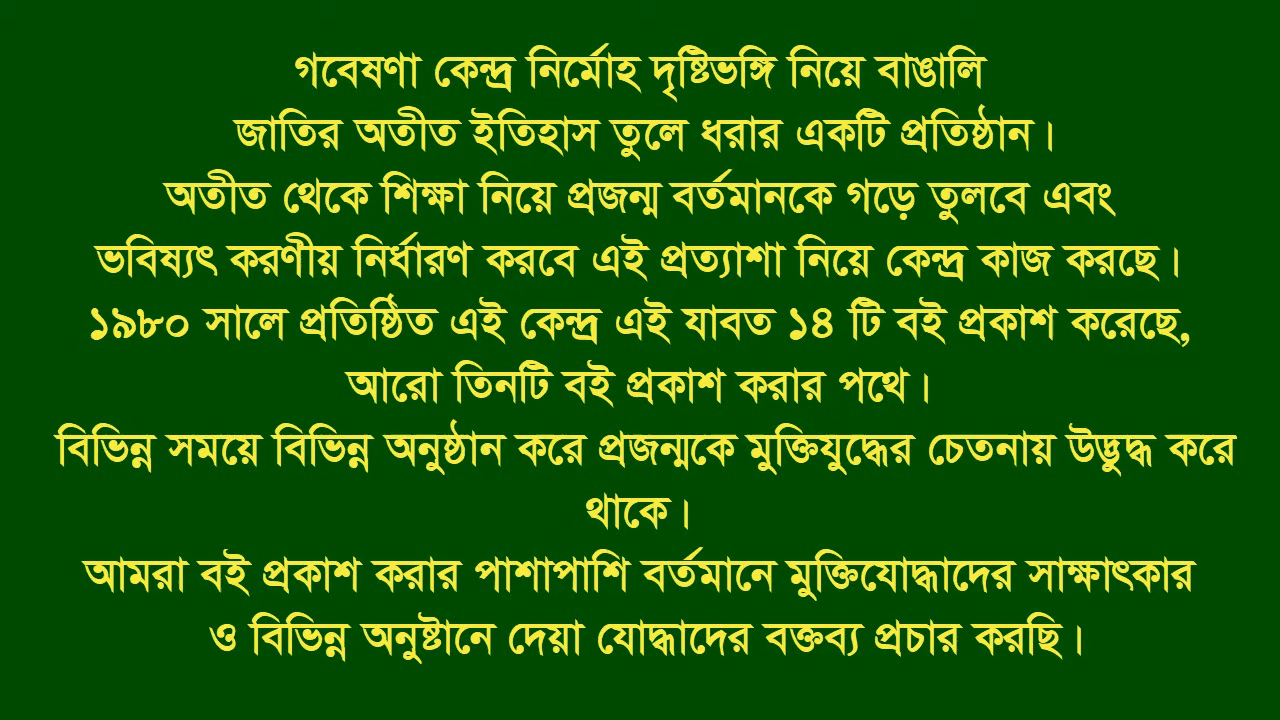 গবেষণা কেন্দ্র নির্মোহ দৃষ্টিভঙ্গি নিয়ে বাঙালি
জাতির অতীত ইতিহাস তুলে ধরার একটি প্রতিষ্ঠান।
অতীত থেকে শিক্ষা নিয়ে প্রজন্ম বর্তমানকে গড়ে তুলবে এবং
ভবিষ্যৎ করণীয় নির্ধারণ করবে এই প্রত্যাশা নিয়ে কেন্দ্র কাজ করছে।
১৯৮০ সালে প্রতিষ্ঠিত এই কেন্দ্র এই যাবত ১৪ টি বই প্রকাশ করেছে,
আরো তিনটি বই প্রকাশ করার পথে।
বিভিন্ন সময়ে বিভিন্ন অনুষ্ঠান করে প্রজন্মকে মুক্তিযুদ্ধের চেতনায় উদ্ভুদ্ধ করে
থাকে।
আমরা বই প্রকাশ করার পাশাপাশি বর্তমানে মুক্তিযোদ্ধাদের সাক্ষাৎকার
ও বিভিন্ন অনুষ্টানে দেয়া যোদ্ধাদের বক্তব্য প্রচার করছি।